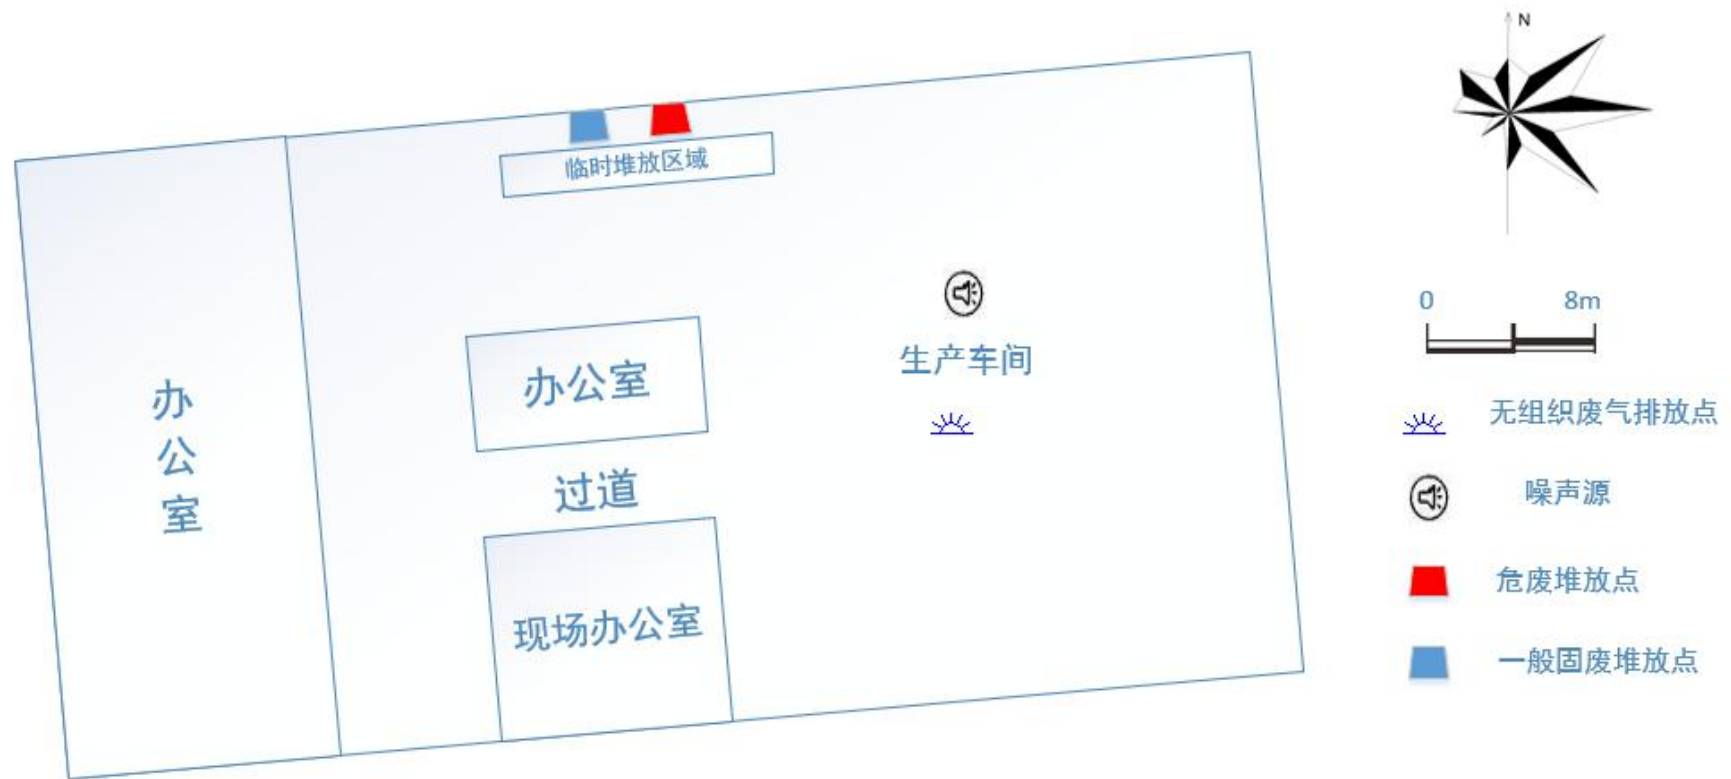 N
临时堆放区域
0 8m
生产车间
办公室
办公室
无组织废气排放点
过道
噪声源
危废堆放点
现场办公室
一般固废堆放点